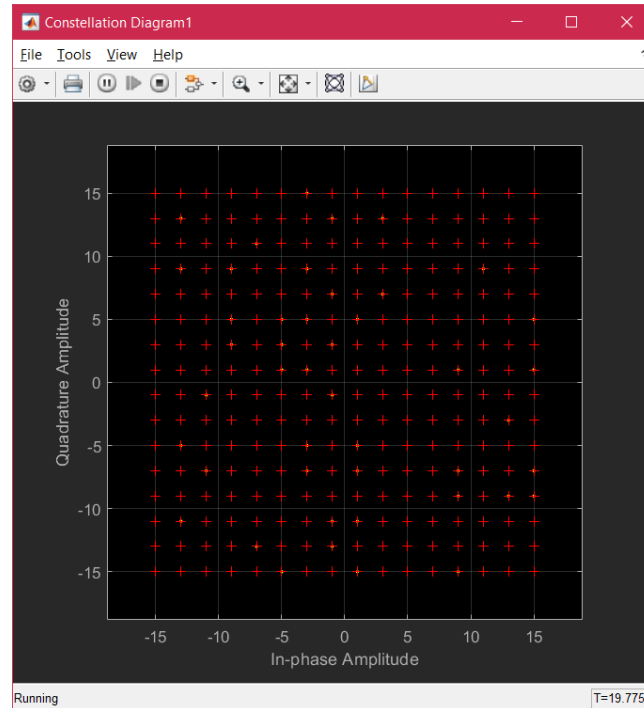 Constellation Diagram1
File Tools View Help
15
10
5
0
-5
-10
-15
Quadrature Amplitude
-15 -10 -5 0 5 10 15
In-phase Amplitude
Running T=19.775